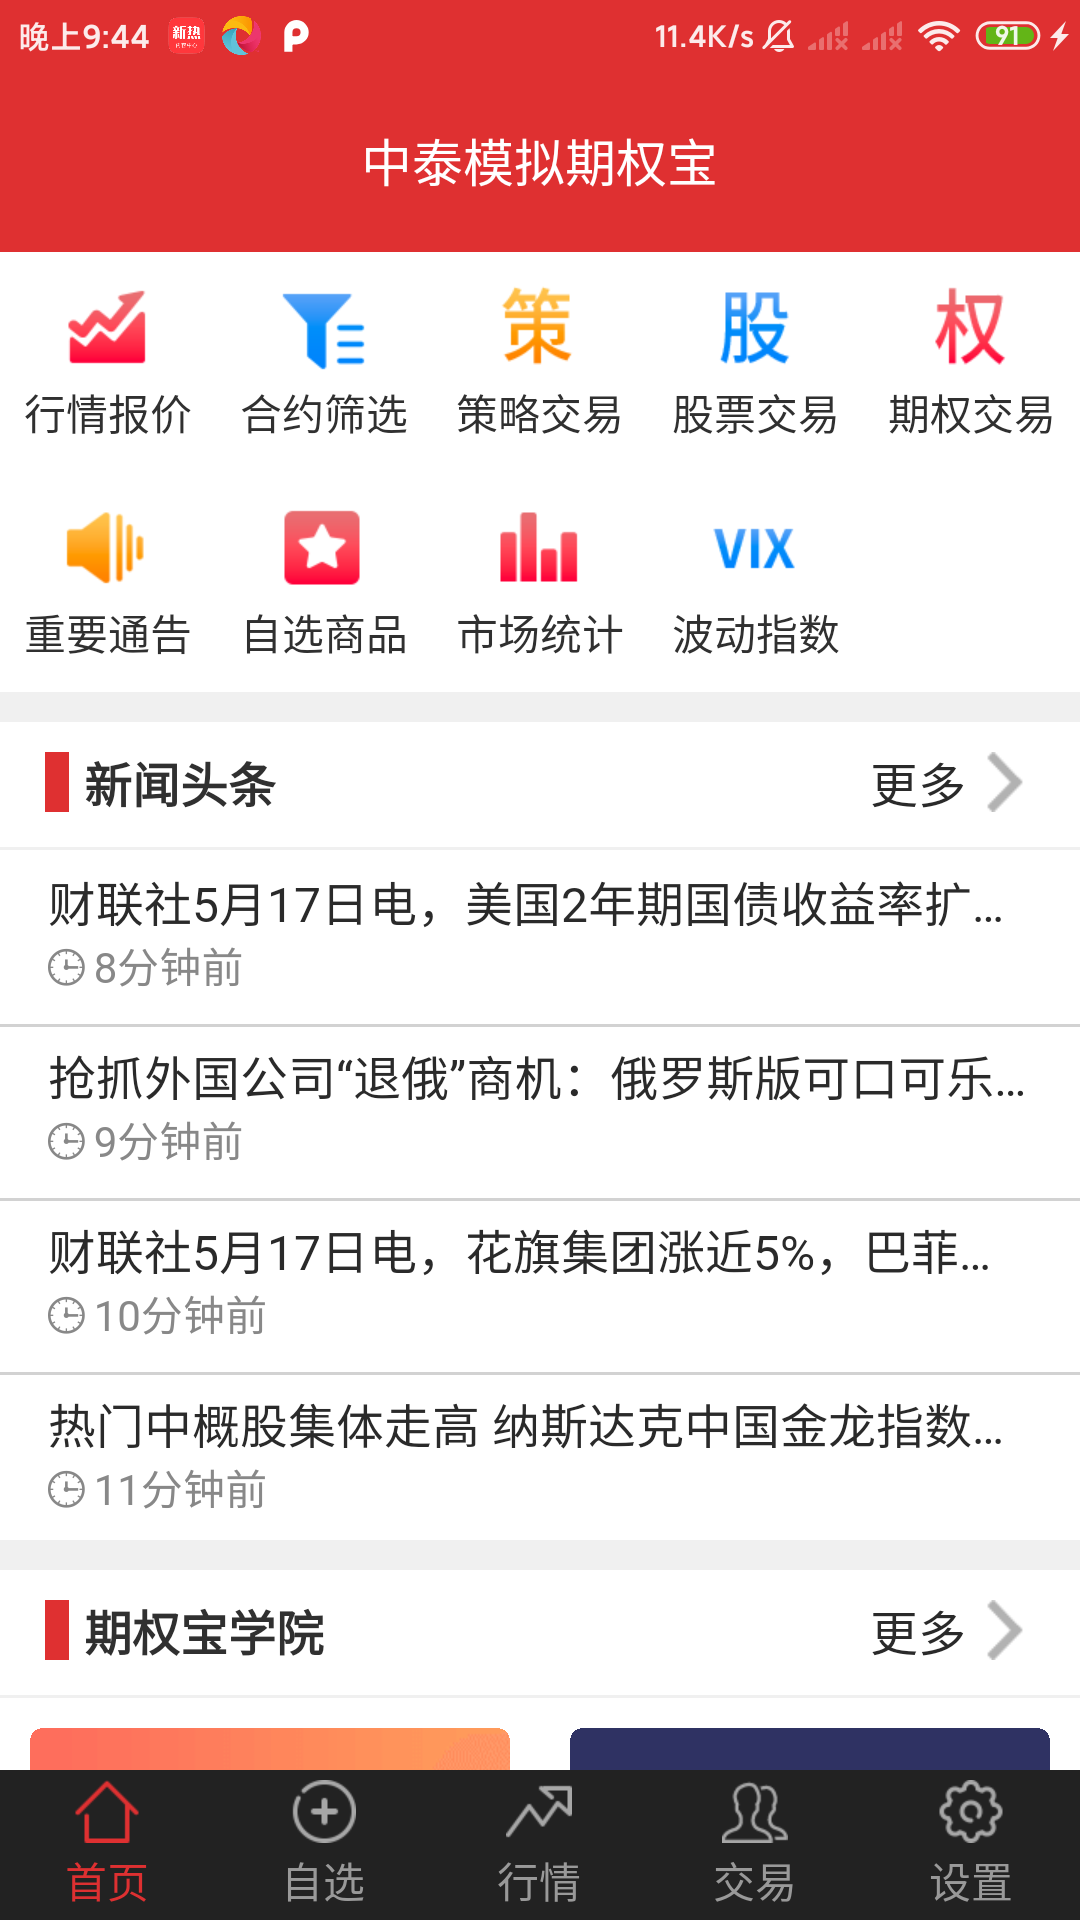 晚上9:44 新热 11.4K/s 91
中泰模拟期权宝
策 股 权
行情报价 合约筛选 策略交易 股票交易 期权交易
VIX
重要通告 自选商品 市场统计 波动指数
新闻头条 更多
财联社5月17日电，美国2年期国债收益率扩...
8分钟前
抢抓外国公司“退俄”商机：俄罗斯版可口可乐...
9分钟前
财联社5月17日电，花旗集团涨近5%，巴菲...
10分钟前
热门中概股集体走高 纳斯达克中国金龙指数...
11分钟前
期权宝学院 更多
首页 自选 行情 交易 设置